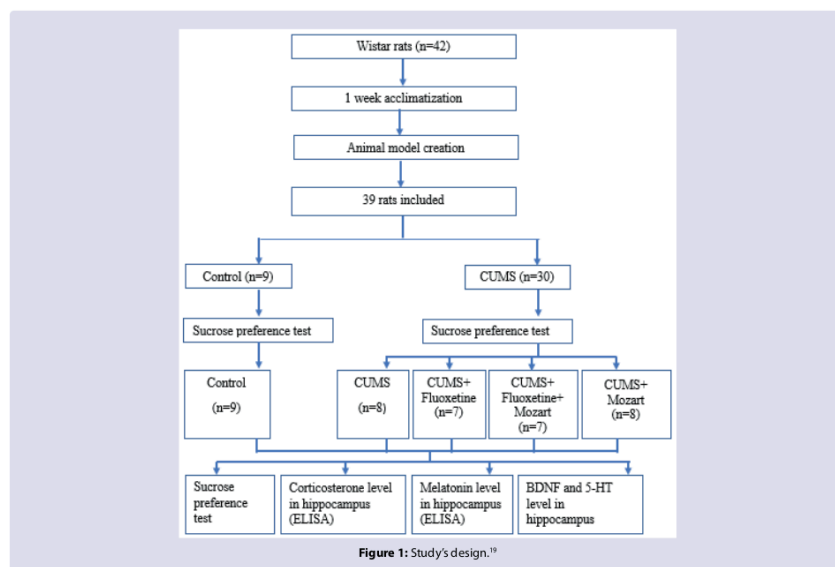 Wistar rats (n=42)
1 week acclimatization
Animal model creation
39 rats included
Control (n=9)
CUMS (n=30)
Sucrose preference test
Sucrose preference test
Control
(n=9)
CUMS
(n=8)
CUMS+
Fluoxetine
(n=7)
CUMS+
Fluoxetine+
Mozart
(n=7)
CUMS+
Mozart
(n=8)
Sucrose
preference
test
Corticosterone level
in hippocampus
(ELISA)
Melatonin level in
hippocampus
(ELISA)
BDNF and 5-HT
level in
hippocampus
Figure 1: Study's design.19